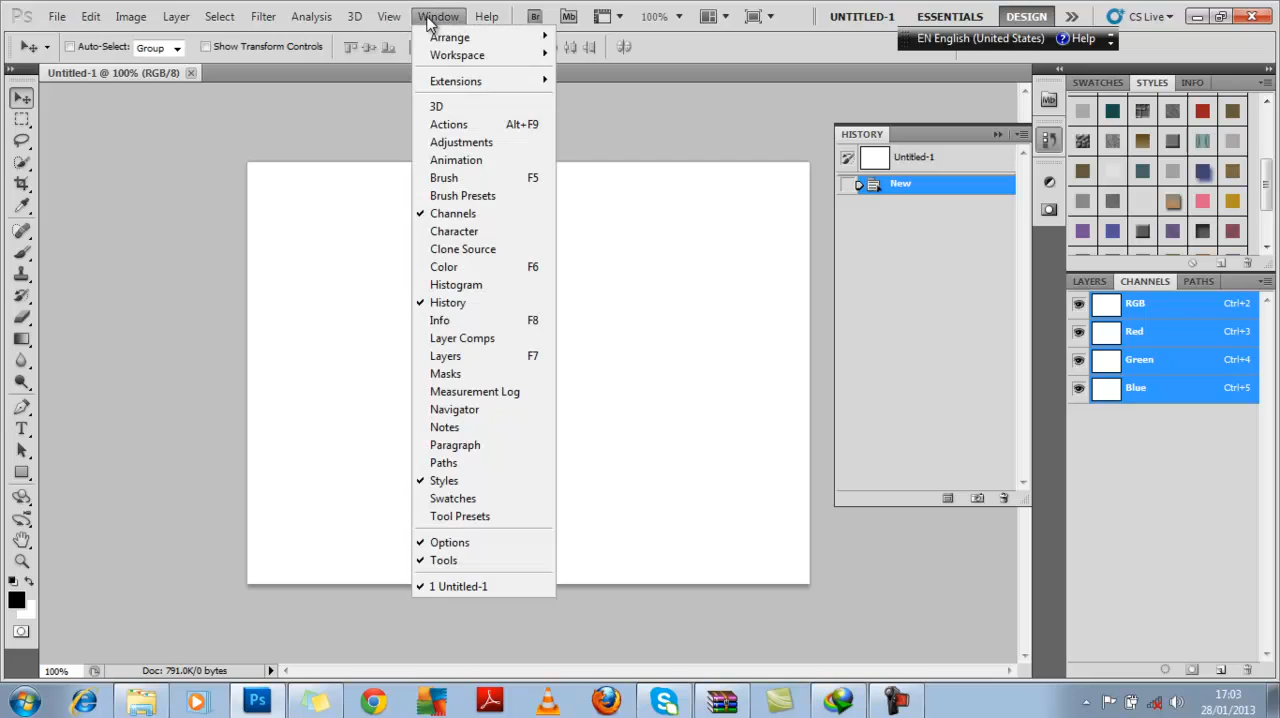 Ps File Edit Image Layer Select Filter Analysis 3D View Window Help Br Mb 100% UNTITLED-1 ESSENTIALS DESIGN CS Live
Auto-Select: Group Show Transform Controls
EN English (United States) Help
Untitled-1 @ 100% (RGB/8)
Arrange
Workspace
Extensions
3D
Actions Alt+F9
Adjustments
Animation
Brush F5
Brush Presets
Channels
Character
Clone Source
Color F6
Histogram
History
Info F8
Layer Comps
Layers F7
Masks
Measurement Log
Navigator
Notes
Paragraph
Paths
Styles
Swatches
Tool Presets
Options
Tools
1 Untitled-1
HISTORY
Untitled-1
New
Mb
SWATCHES STYLES INFO
LAYERS CHANNELS PATHS
RGB Ctrl+2
Red Ctrl+3
Green Ctrl+4
Blue Ctrl+5
100% Doc: 791.0K/0 bytes
Ps
17:03
28/01/2013